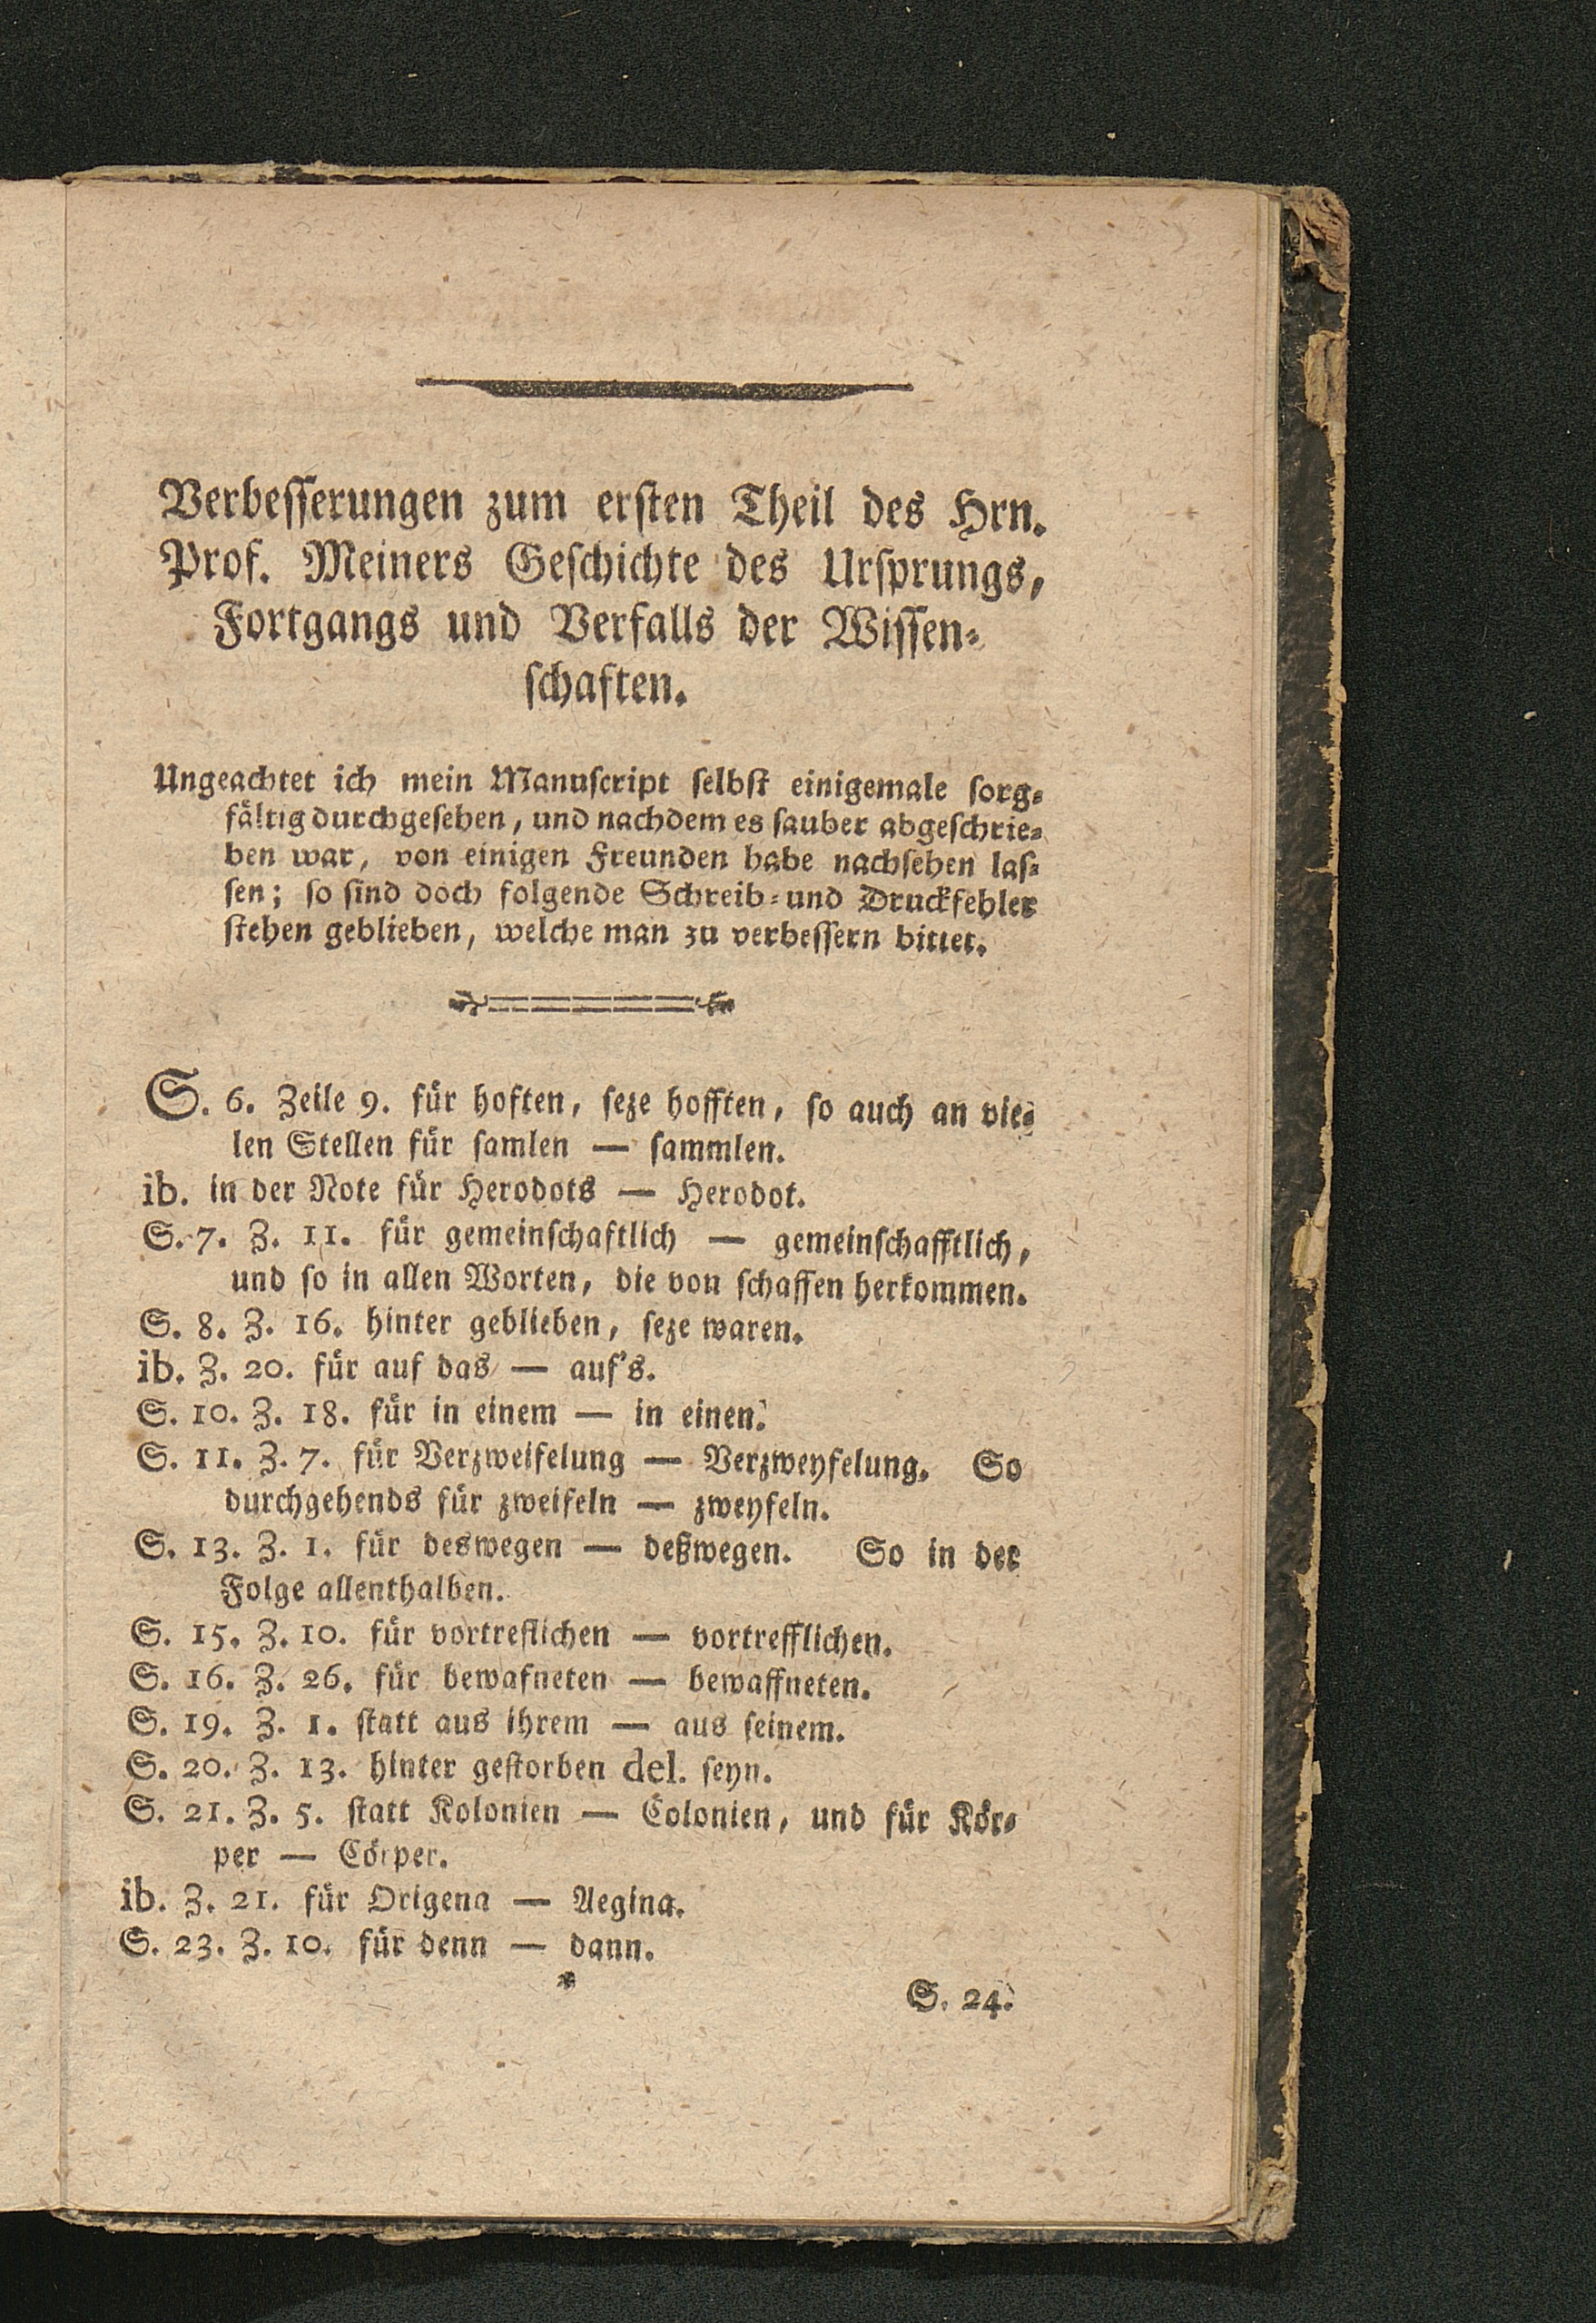 Verbeſſerungen zum erſten Theil des Hrn.
Prof. Meiners Geſchichte des Urſprungs,
Fortgangs und Verfalls der Wiſſen-
ſchaften.
Ungeachtet ich mein Manuſcript ſelbſt einigemale ſorg-
fältig durchgeſehen, und nachdem es ſauber abgeſchrie-
ben war, von einigen Freunden habe nachſehen laſ-
ſen; ſo ſind doch folgende Schreib- und Druckfehler
ſtehen geblieben, welche man zu verbeſſern bittet.
S. 6. Zeile 9. für hoften, ſeze hofften, ſo auch an vie-
len Stellen für ſamlen — ſammlen.
ib. in der Note für Herodots — Herodot.
S. 7. Z. 11. für gemeinſchaftlich — gemeinſchafftlich,
und ſo in allen Worten, die von ſchaffen herkommen.
S. 8. Z. 16. hinter geblieben, ſeze waren.
ib. Z. 20. für auf das — auf's.
S. 10. Z. 18. für in einem — in einen.
S. 11. Z. 7. für Verzweifelung — Verzweyfelung. So
durchgehends für zweifeln — zweyfeln.
S. 13. Z. 1. für deswegen — deßwegen. So in der
Folge allenthalben.
S. 15. Z. 10. für vortreflichen — vortrefflichen.
S. 16. Z. 26. für bewafneten — bewaffneten.
S. 19. Z. 1. ſtatt aus ihrem — aus ſeinem.
S. 20. Z. 13. hinter geſtorben del. ſeyn.
S. 21. Z. 5. ſtatt Kolonien — Colonien, und für Kör-
per — Cörper.
ib. Z. 21. für Origena — Aegina.
S. 23. Z. 10. für denn — dann.
*
S. 24.